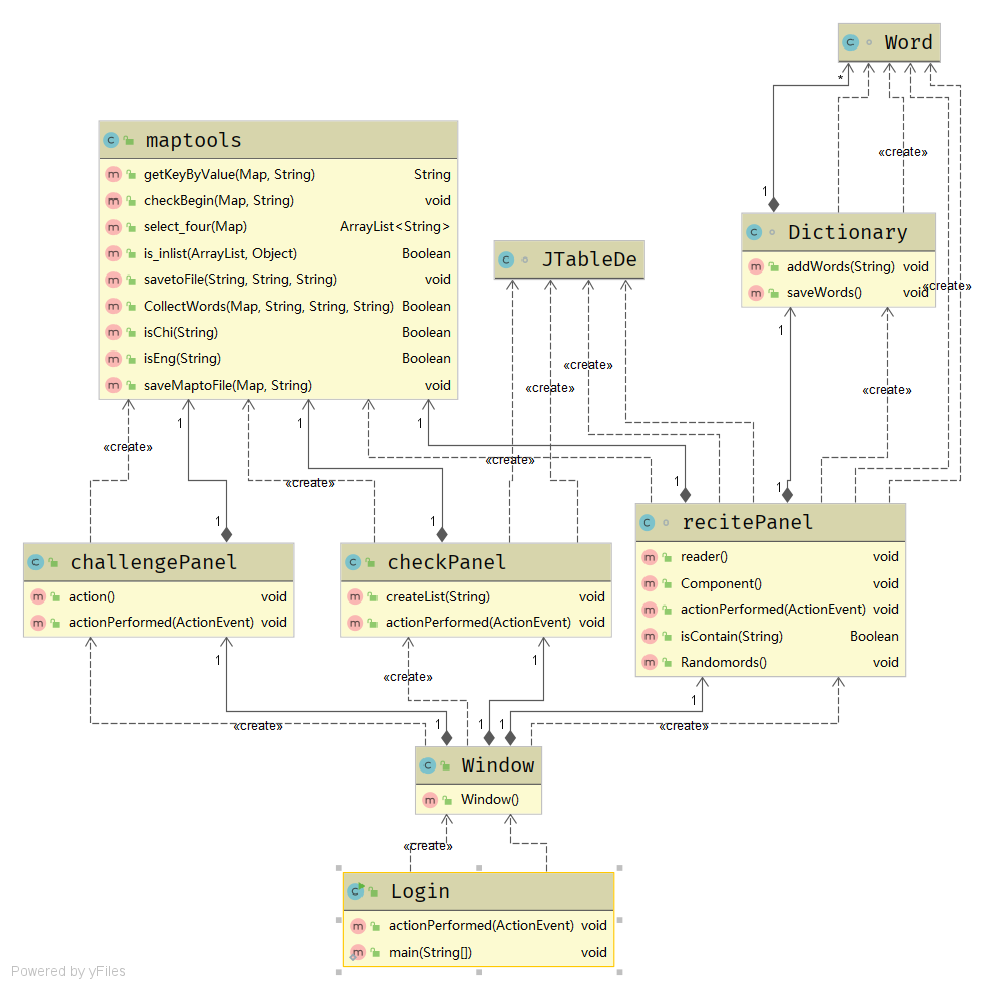 Word
*
1
«create»
maptools
getKeyByValue(Map, String) String
checkBegin(Map, String) void
select_four(Map) ArrayList<String>
is_inlist(ArrayList, Object) Boolean
savetoFile(String, String, String) void
CollectWords(Map, String, String, String) Boolean
isChi(String) Boolean
isEng(String) Boolean
saveMaptoFile(Map, String) void
JTableDe
Dictionary
addWords(String) void
saveWords() void
«create»
1
«create»
«create»
«create»
1
1
1
«create»
«create»
«create»
1
1
1
1
challengePanel
action() void
actionPerformed(ActionEvent) void
checkPanel
createList(String) void
actionPerformed(ActionEvent) void
recitePanel
reader() void
Component() void
actionPerformed(ActionEvent) void
isContain(String) Boolean
Randomords() void
1
1
«create»
1
«create»
1
1
1
«create»
Window
Window()
«create»
Login
actionPerformed(ActionEvent) void
main(String[]) void
Powered by yFiles